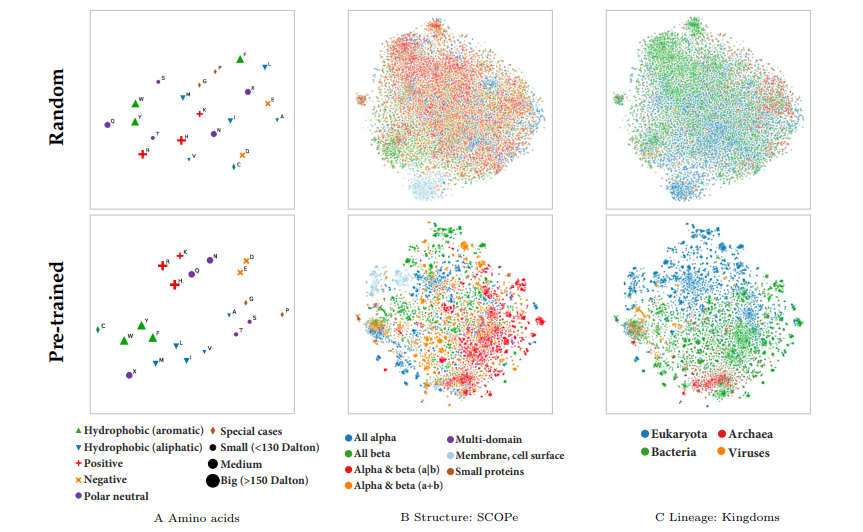 Random
F
L
P
S
G
M
X
W
E
K
Y
I
A
Q
N
T
H
R
D
V
C
Pre-trained
K
N
R
D
Q
E
H
G
A
P
S
Y
C
T
W
F
L
V
M
I
X
Hydrophobic (aromatic)
Hydrophobic (aliphatic)
Positive
Negative
Polar neutral
Special cases
Small (<130 Dalton)
Medium
Big (>150 Dalton)
All alpha
All beta
Alpha & beta (a|b)
Alpha & beta (a+b)
Multi-domain
Membrane, cell surface
Small proteins
Eukaryota
Bacteria
Archaea
Viruses
A Amino acids
B Structure: SCOPe
C Lineage: Kingdoms